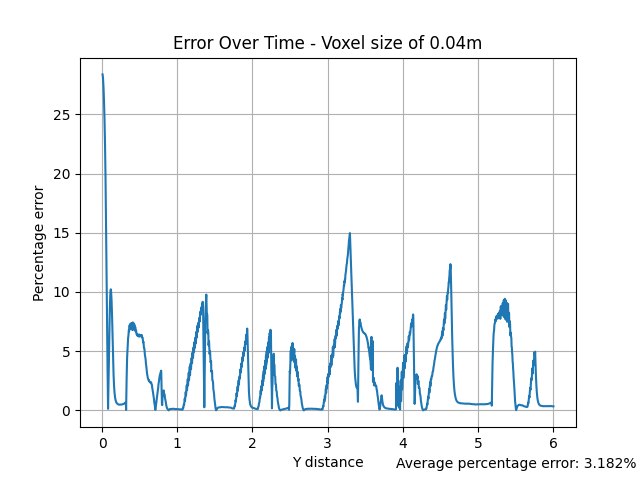 Error Over Time - Voxel size of 0.04m
Percentage error
25
20
15
10
5
0
0 1 2 3 4 5 6
Y distance
Average percentage error: 3.182%